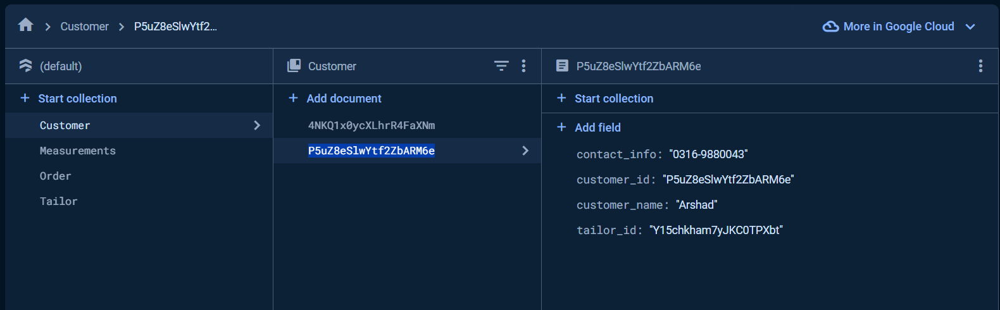 Customer P5uZ8eSlwYtf2... More in Google Cloud
(default) Customer P5uZ8eSlwYtf2ZbARM6e
Start collection
Customer
Measurements
Order
Tailor
Add document
4NKQ1x0ycXLhrR4FaXNm
P5uZ8eSlwYtf2ZbARM6e
Start collection
Add field
contact_info: "0316-9880043"
customer_id: "P5uZ8eSlwYtf2ZbARM6e"
customer_name: "Arshad"
tailor_id: "Y15chkham7yJKC0TPXbt"